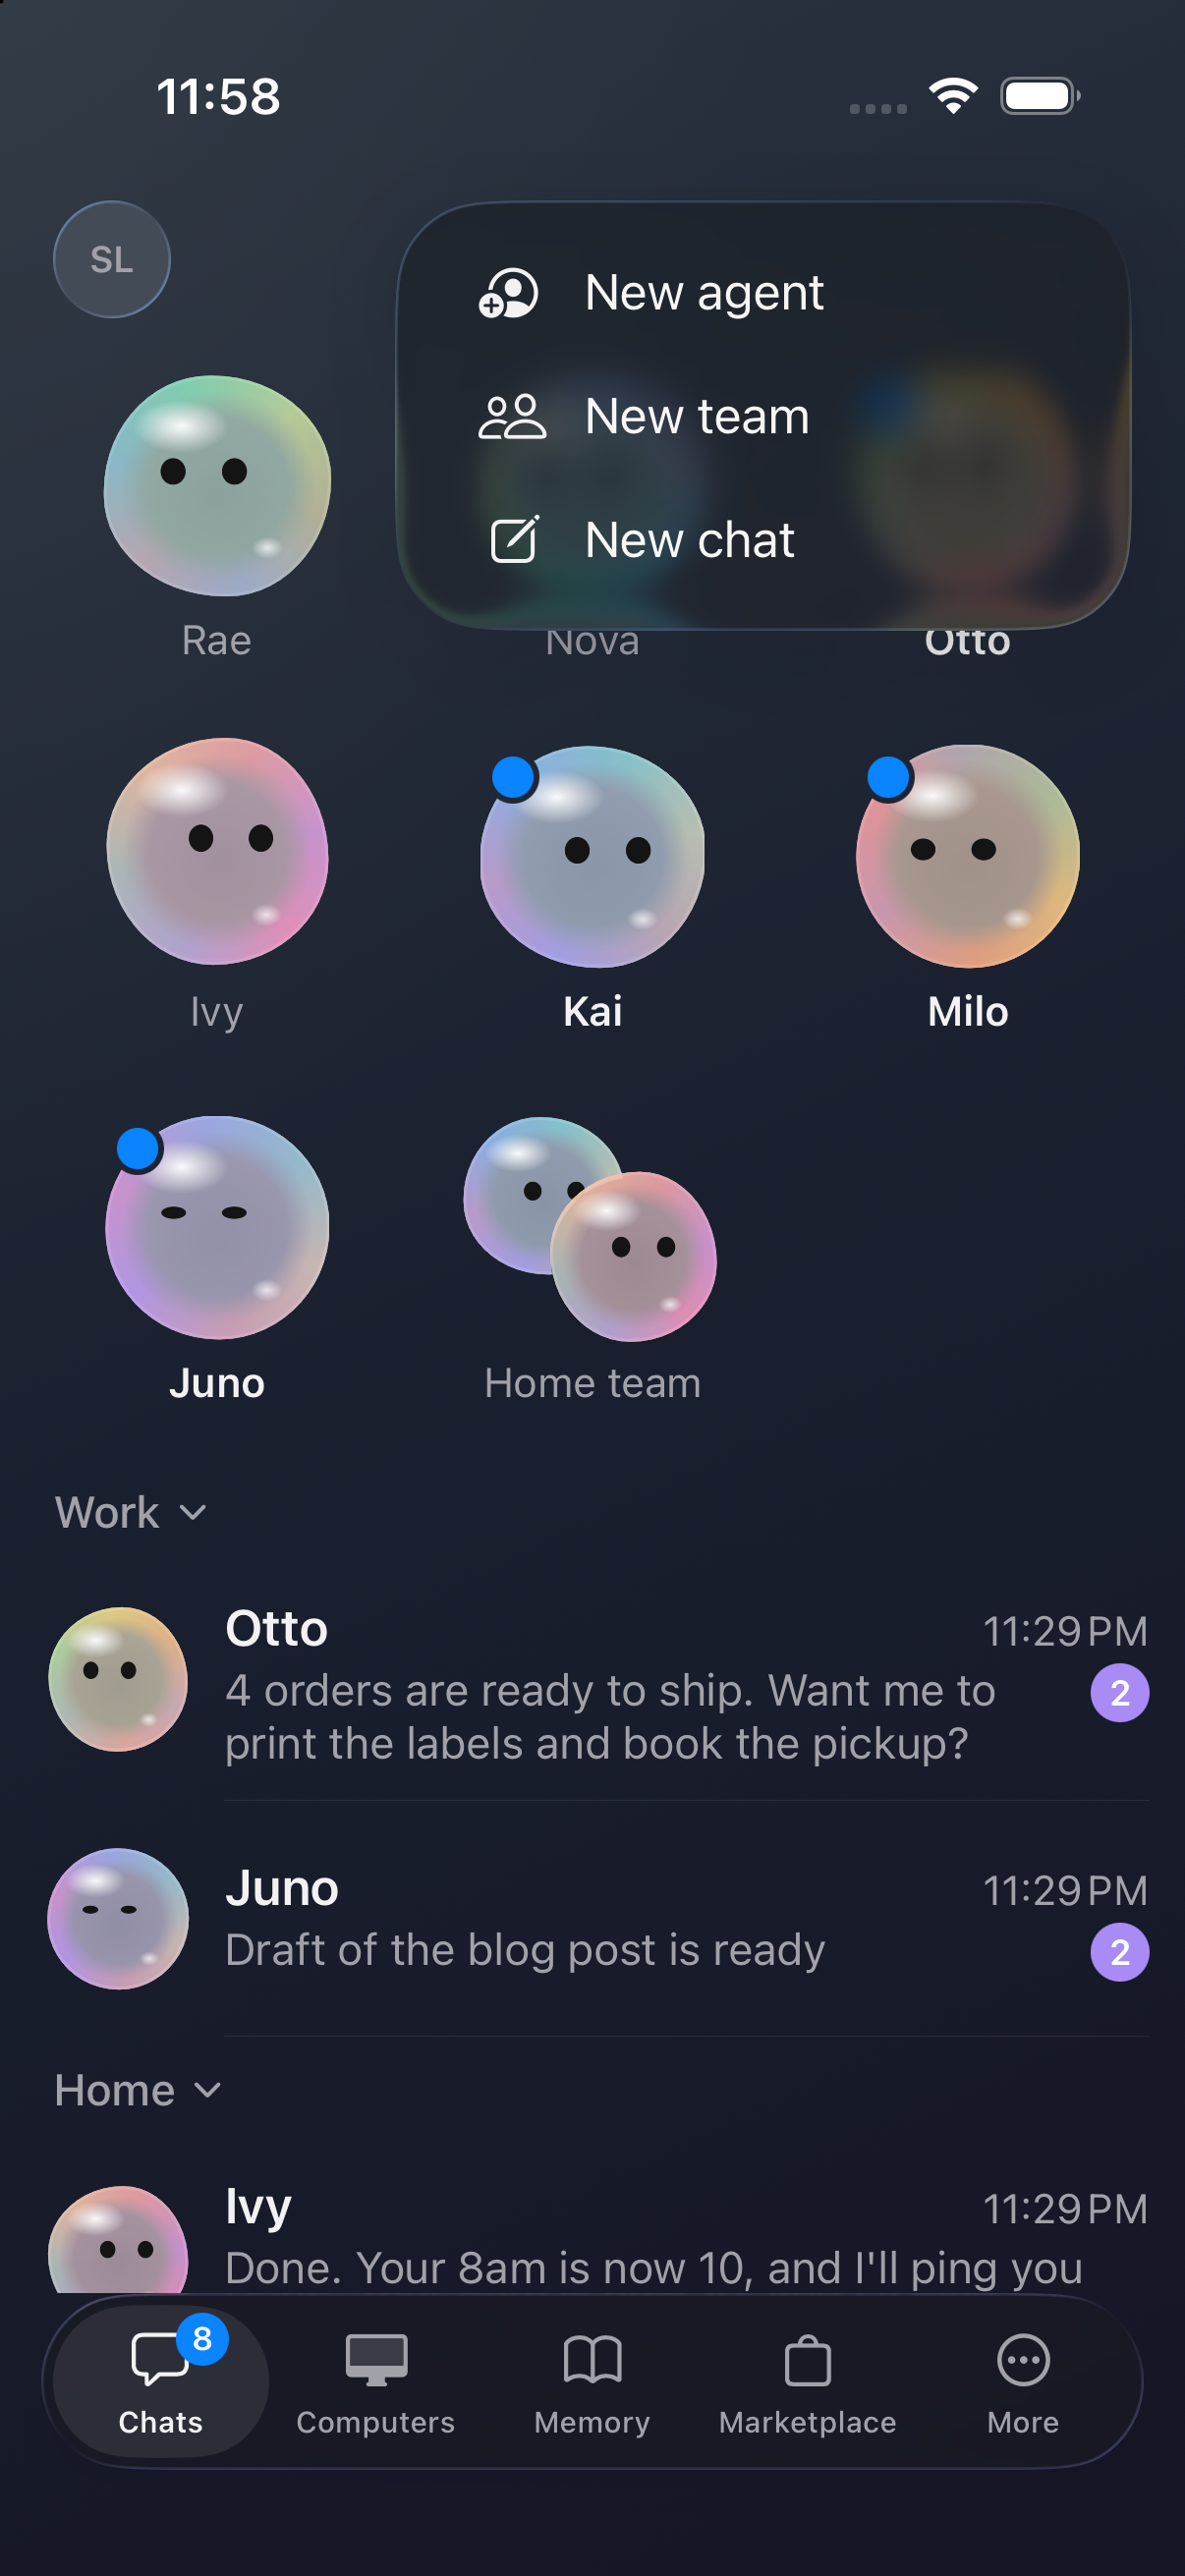 11:58
SL
New agent
New team
New chat
Rae
Nova
Otto
Ivy
Kai
Milo
Juno
Home team
Work
Otto
11:29 PM
4 orders are ready to ship. Want me to
2
print the labels and book the pickup?
Juno
11:29 PM
Draft of the blog post is ready
2
Home
Ivy
11:29 PM
Done. Your 8am is now 10, and I'll ping you
8
Chats
Computers
Memory
Marketplace
More